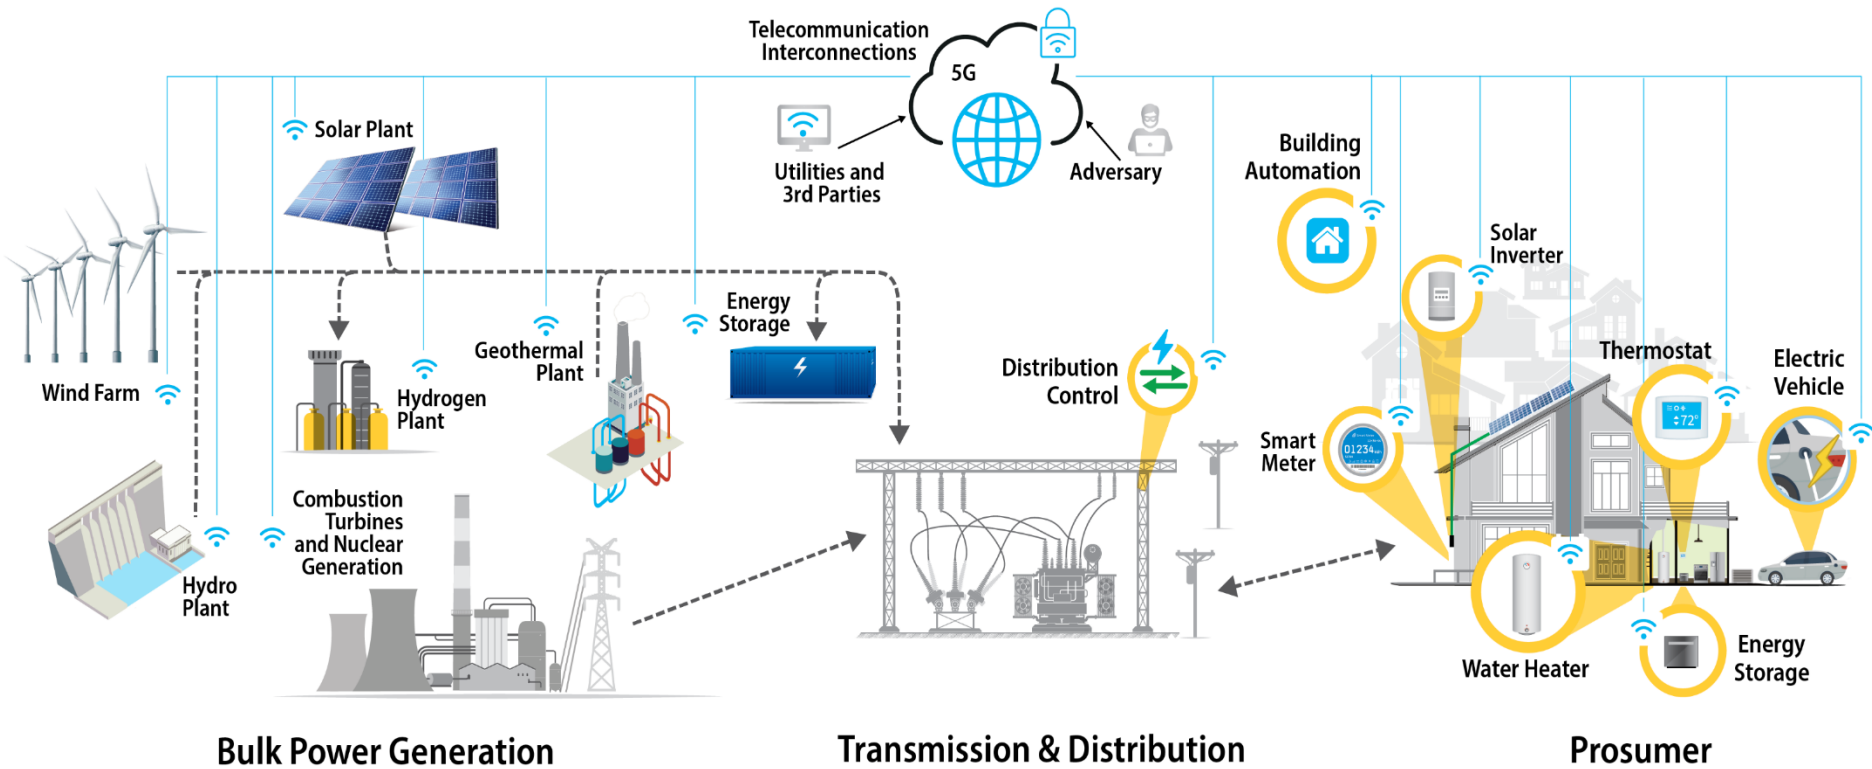 Telecommunication
Interconnections
5G
Solar Plant
Utilities and
3rd Parties
Adversary
Building
Automation
Solar
Inverter
Wind Farm
Hydrogen
Plant
Geothermal
Plant
Energy
Storage
Distribution
Control
Thermostat
72°
Electric
Vehicle
Smart
Meter
01234
Hydro
Plant
Combustion
Turbines
and Nuclear
Generation
Water Heater
Energy
Storage
Bulk Power Generation
Transmission & Distribution
Prosumer